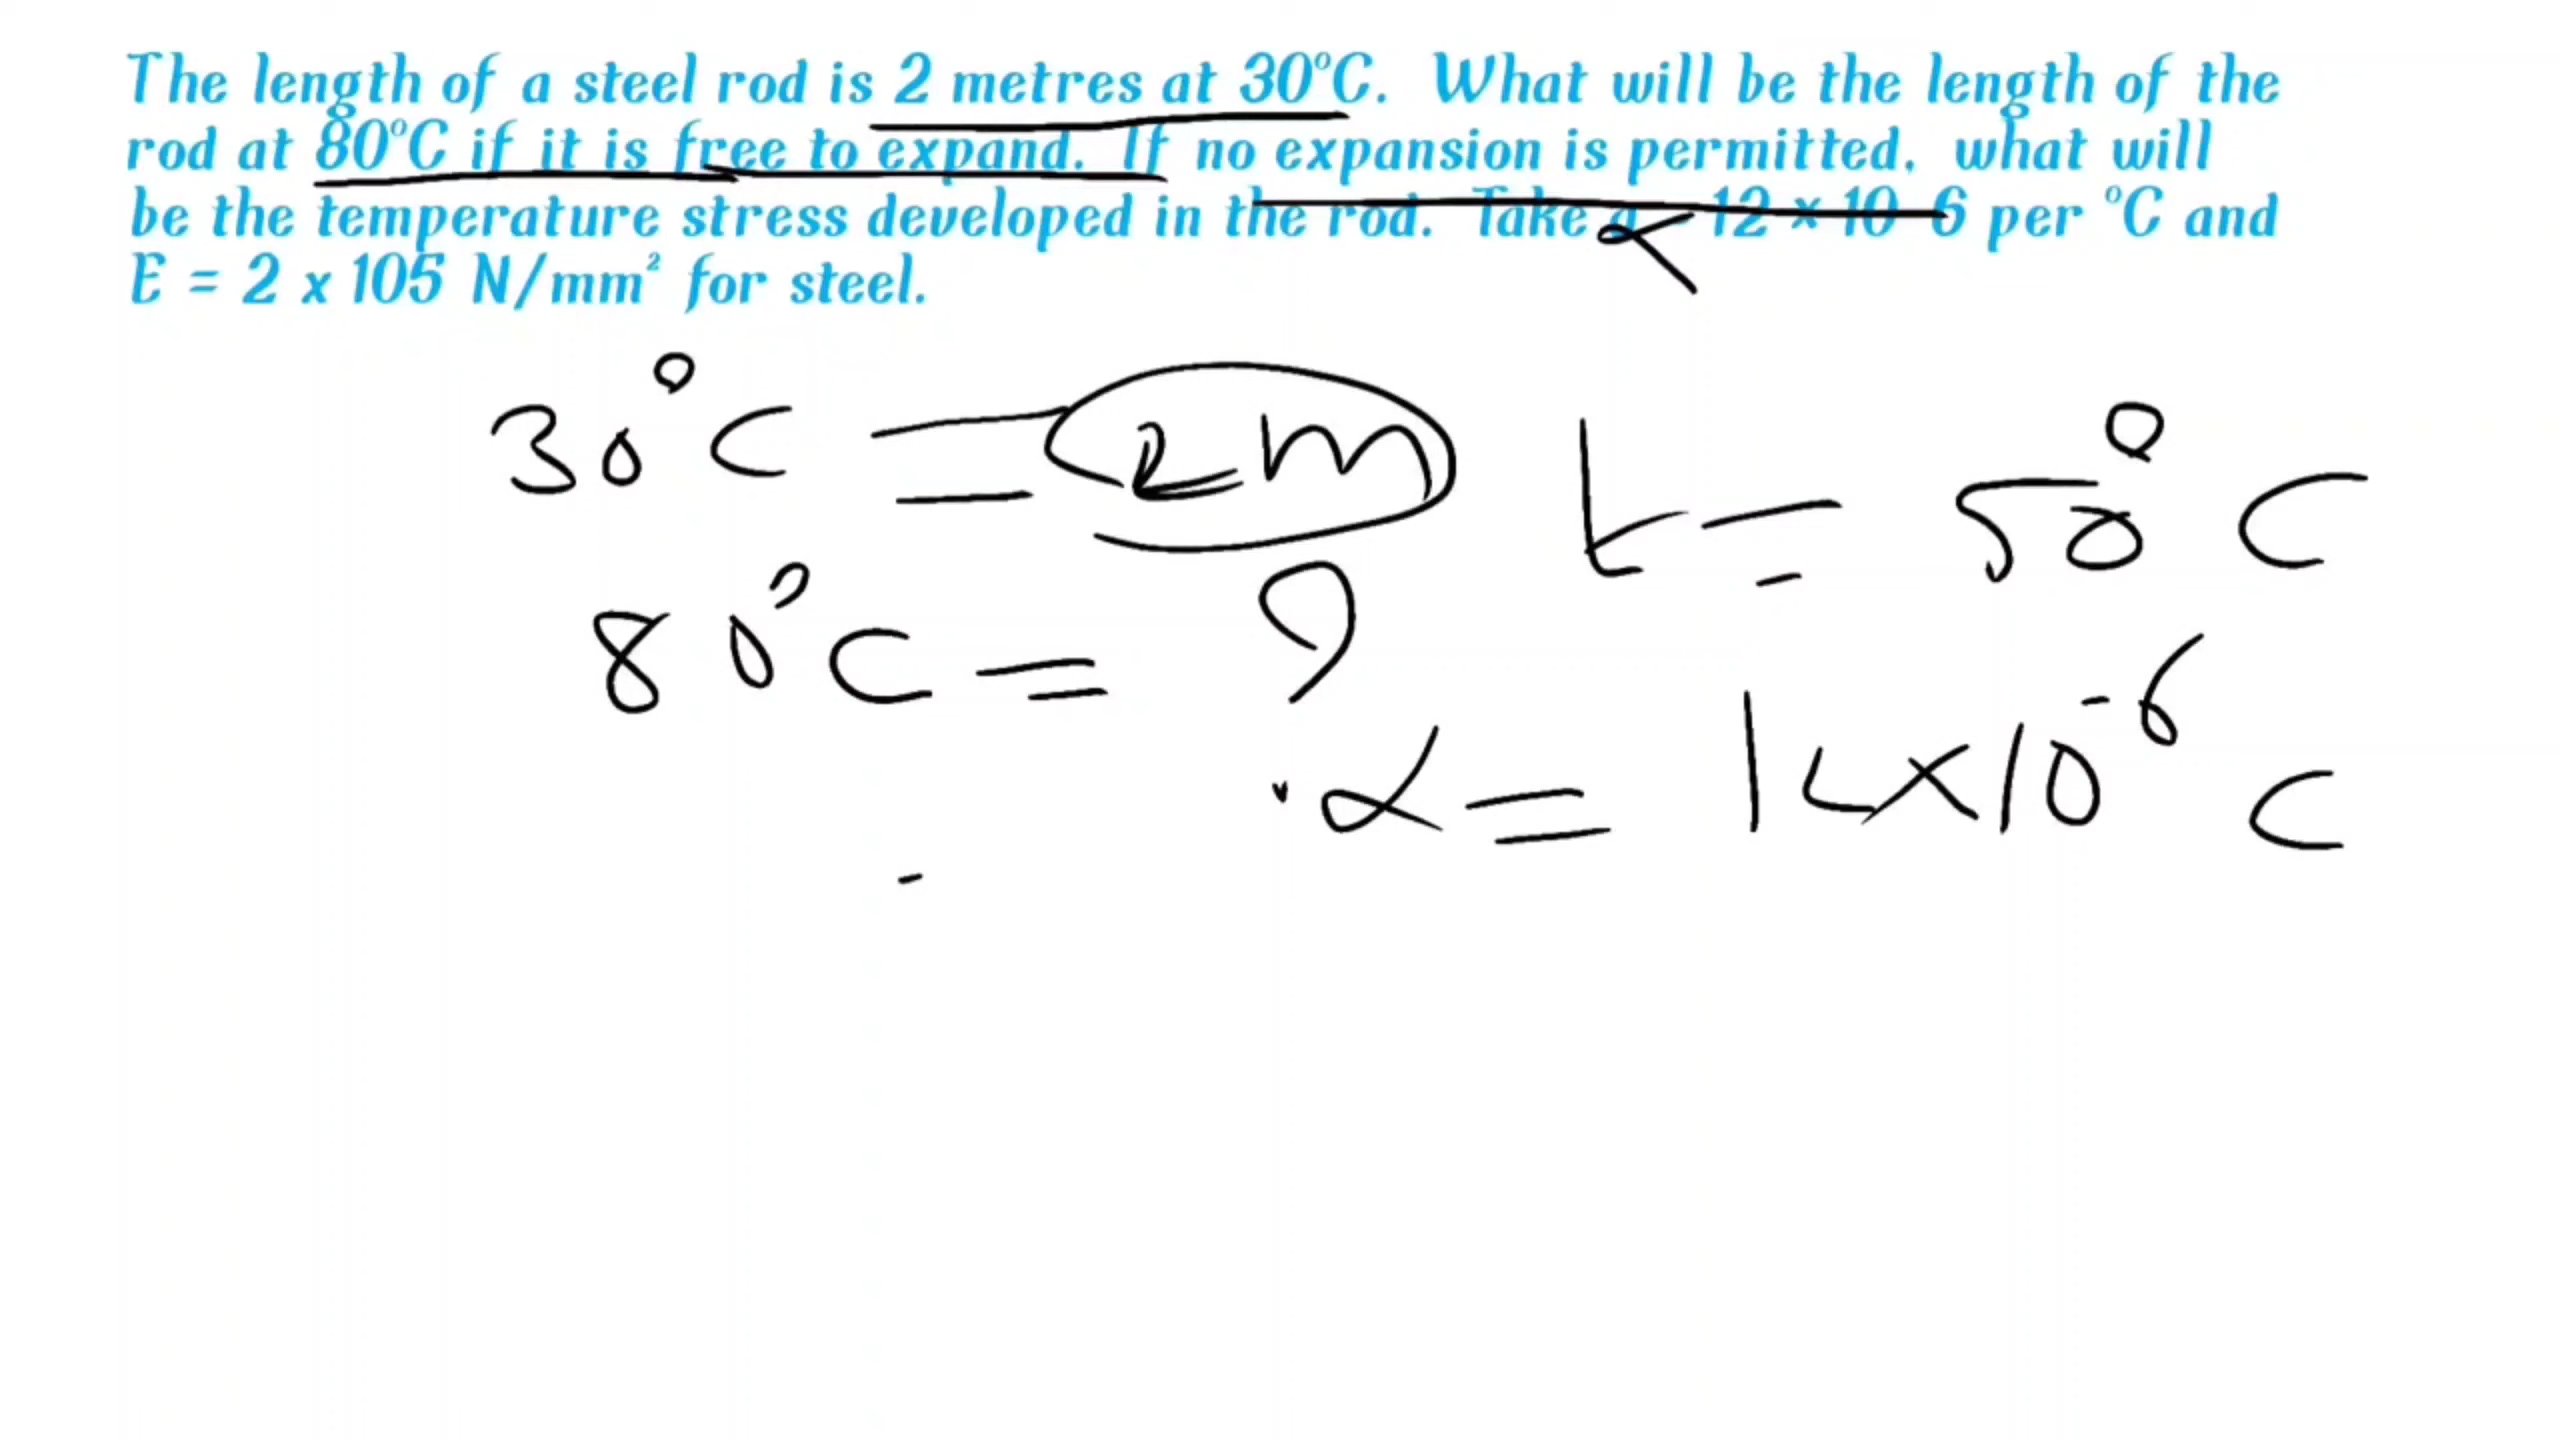 The length of a steel rod is 2 metres at 30°C. What will be the length of the
rod at 80°C if it is free to expand. If no expansion is permitted, what will
be the temperature stress developed in the rod. Take α 12 x 10-6 per °C and
E = 2 x 105 N/mm² for steel.
30°C = 2m
t = 50°C
80°C = ?
α = 12x10⁻⁶ C